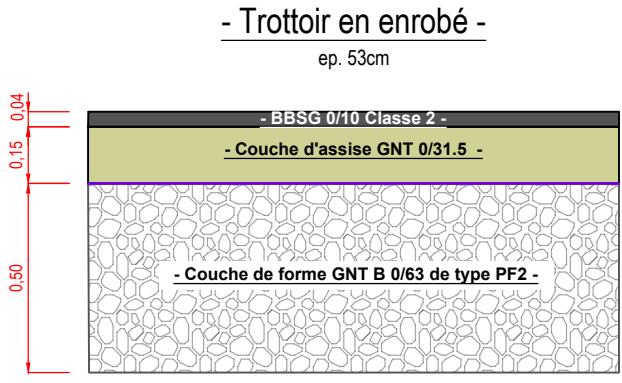 - Trottoir en enrobé -
ep. 53cm
0,04
- BBSG 0/10 Classe 2 -
0,15
- Couche d'assise GNT 0/31.5 -
0,50
- Couche de forme GNT B 0/63 de type PF2 -